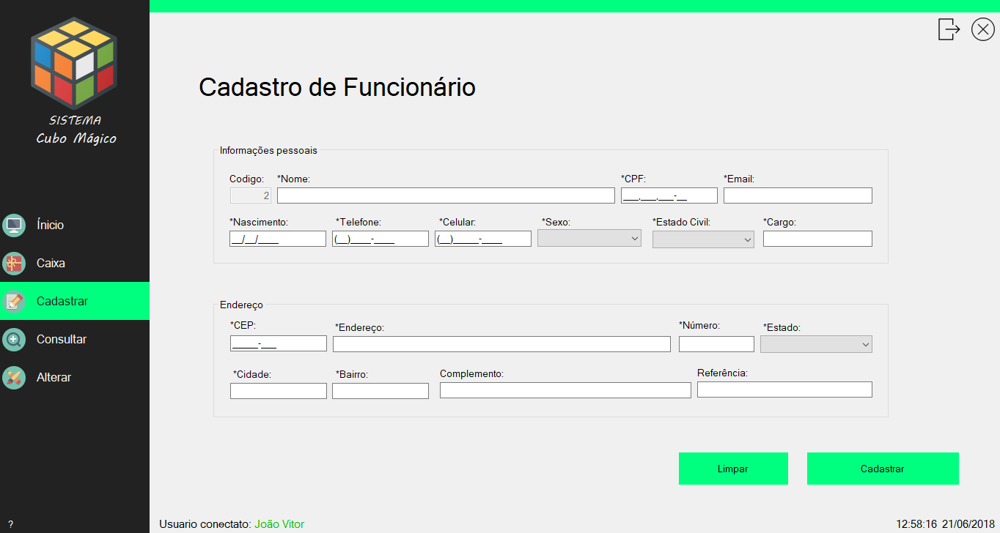 SISTEMA
Cubo Mágico
Ínicio
Caixa
Cadastrar
Consultar
Alterar
?
Cadastro de Funcionário
Informações pessoais
Codigo: *Nome: *CPF: *Email:
2 ___.___.___-__
*Nascimento: *Telefone: *Celular: *Sexo: *Estado Civil: *Cargo:
__/__/____ (__)____-____ (__)_____-____
Endereço
*CEP: *Endereço: *Número: *Estado:
_____-___
*Cidade: *Bairro: Complemento: Referência:
Limpar Cadastrar
Usuario conectato: João Vitor 12:58:16 21/06/2018